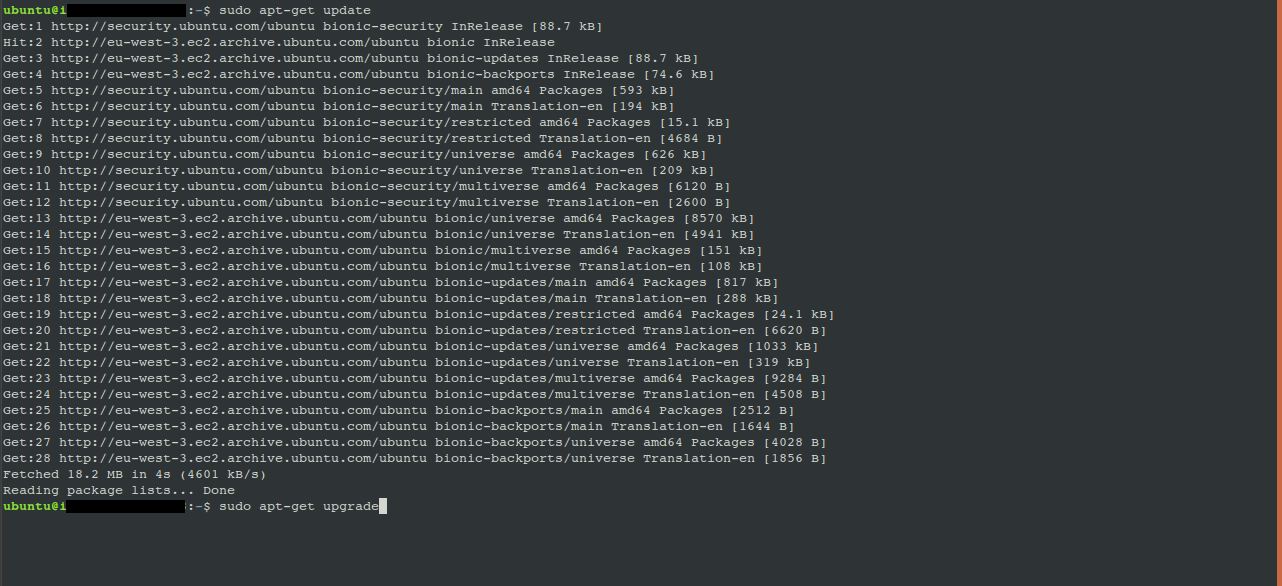 ubuntu@i :~$ sudo apt-get update
Get:1 http://security.ubuntu.com/ubuntu bionic-security InRelease [88.7 kB]
Hit:2 http://eu-west-3.ec2.archive.ubuntu.com/ubuntu bionic InRelease
Get:3 http://eu-west-3.ec2.archive.ubuntu.com/ubuntu bionic-updates InRelease [88.7 kB]
Get:4 http://eu-west-3.ec2.archive.ubuntu.com/ubuntu bionic-backports InRelease [74.6 kB]
Get:5 http://security.ubuntu.com/ubuntu bionic-security/main amd64 Packages [593 kB]
Get:6 http://security.ubuntu.com/ubuntu bionic-security/main Translation-en [194 kB]
Get:7 http://security.ubuntu.com/ubuntu bionic-security/restricted amd64 Packages [15.1 kB]
Get:8 http://security.ubuntu.com/ubuntu bionic-security/restricted Translation-en [4684 B]
Get:9 http://security.ubuntu.com/ubuntu bionic-security/universe amd64 Packages [626 kB]
Get:10 http://security.ubuntu.com/ubuntu bionic-security/universe Translation-en [209 kB]
Get:11 http://security.ubuntu.com/ubuntu bionic-security/multiverse amd64 Packages [6120 B]
Get:12 http://security.ubuntu.com/ubuntu bionic-security/multiverse Translation-en [2600 B]
Get:13 http://eu-west-3.ec2.archive.ubuntu.com/ubuntu bionic/universe amd64 Packages [8570 kB]
Get:14 http://eu-west-3.ec2.archive.ubuntu.com/ubuntu bionic/universe Translation-en [4941 kB]
Get:15 http://eu-west-3.ec2.archive.ubuntu.com/ubuntu bionic/multiverse amd64 Packages [151 kB]
Get:16 http://eu-west-3.ec2.archive.ubuntu.com/ubuntu bionic/multiverse Translation-en [108 kB]
Get:17 http://eu-west-3.ec2.archive.ubuntu.com/ubuntu bionic-updates/main amd64 Packages [817 kB]
Get:18 http://eu-west-3.ec2.archive.ubuntu.com/ubuntu bionic-updates/main Translation-en [288 kB]
Get:19 http://eu-west-3.ec2.archive.ubuntu.com/ubuntu bionic-updates/restricted amd64 Packages [24.1 kB]
Get:20 http://eu-west-3.ec2.archive.ubuntu.com/ubuntu bionic-updates/restricted Translation-en [6620 B]
Get:21 http://eu-west-3.ec2.archive.ubuntu.com/ubuntu bionic-updates/universe amd64 Packages [1033 kB]
Get:22 http://eu-west-3.ec2.archive.ubuntu.com/ubuntu bionic-updates/universe Translation-en [319 kB]
Get:23 http://eu-west-3.ec2.archive.ubuntu.com/ubuntu bionic-updates/multiverse amd64 Packages [9284 B]
Get:24 http://eu-west-3.ec2.archive.ubuntu.com/ubuntu bionic-updates/multiverse Translation-en [4508 B]
Get:25 http://eu-west-3.ec2.archive.ubuntu.com/ubuntu bionic-backports/main amd64 Packages [2512 B]
Get:26 http://eu-west-3.ec2.archive.ubuntu.com/ubuntu bionic-backports/main Translation-en [1644 B]
Get:27 http://eu-west-3.ec2.archive.ubuntu.com/ubuntu bionic-backports/universe amd64 Packages [4028 B]
Get:28 http://eu-west-3.ec2.archive.ubuntu.com/ubuntu bionic-backports/universe Translation-en [1856 B]
Fetched 18.2 MB in 4s (4601 kB/s)
Reading package lists... Done
ubuntu@i :~$ sudo apt-get upgrade